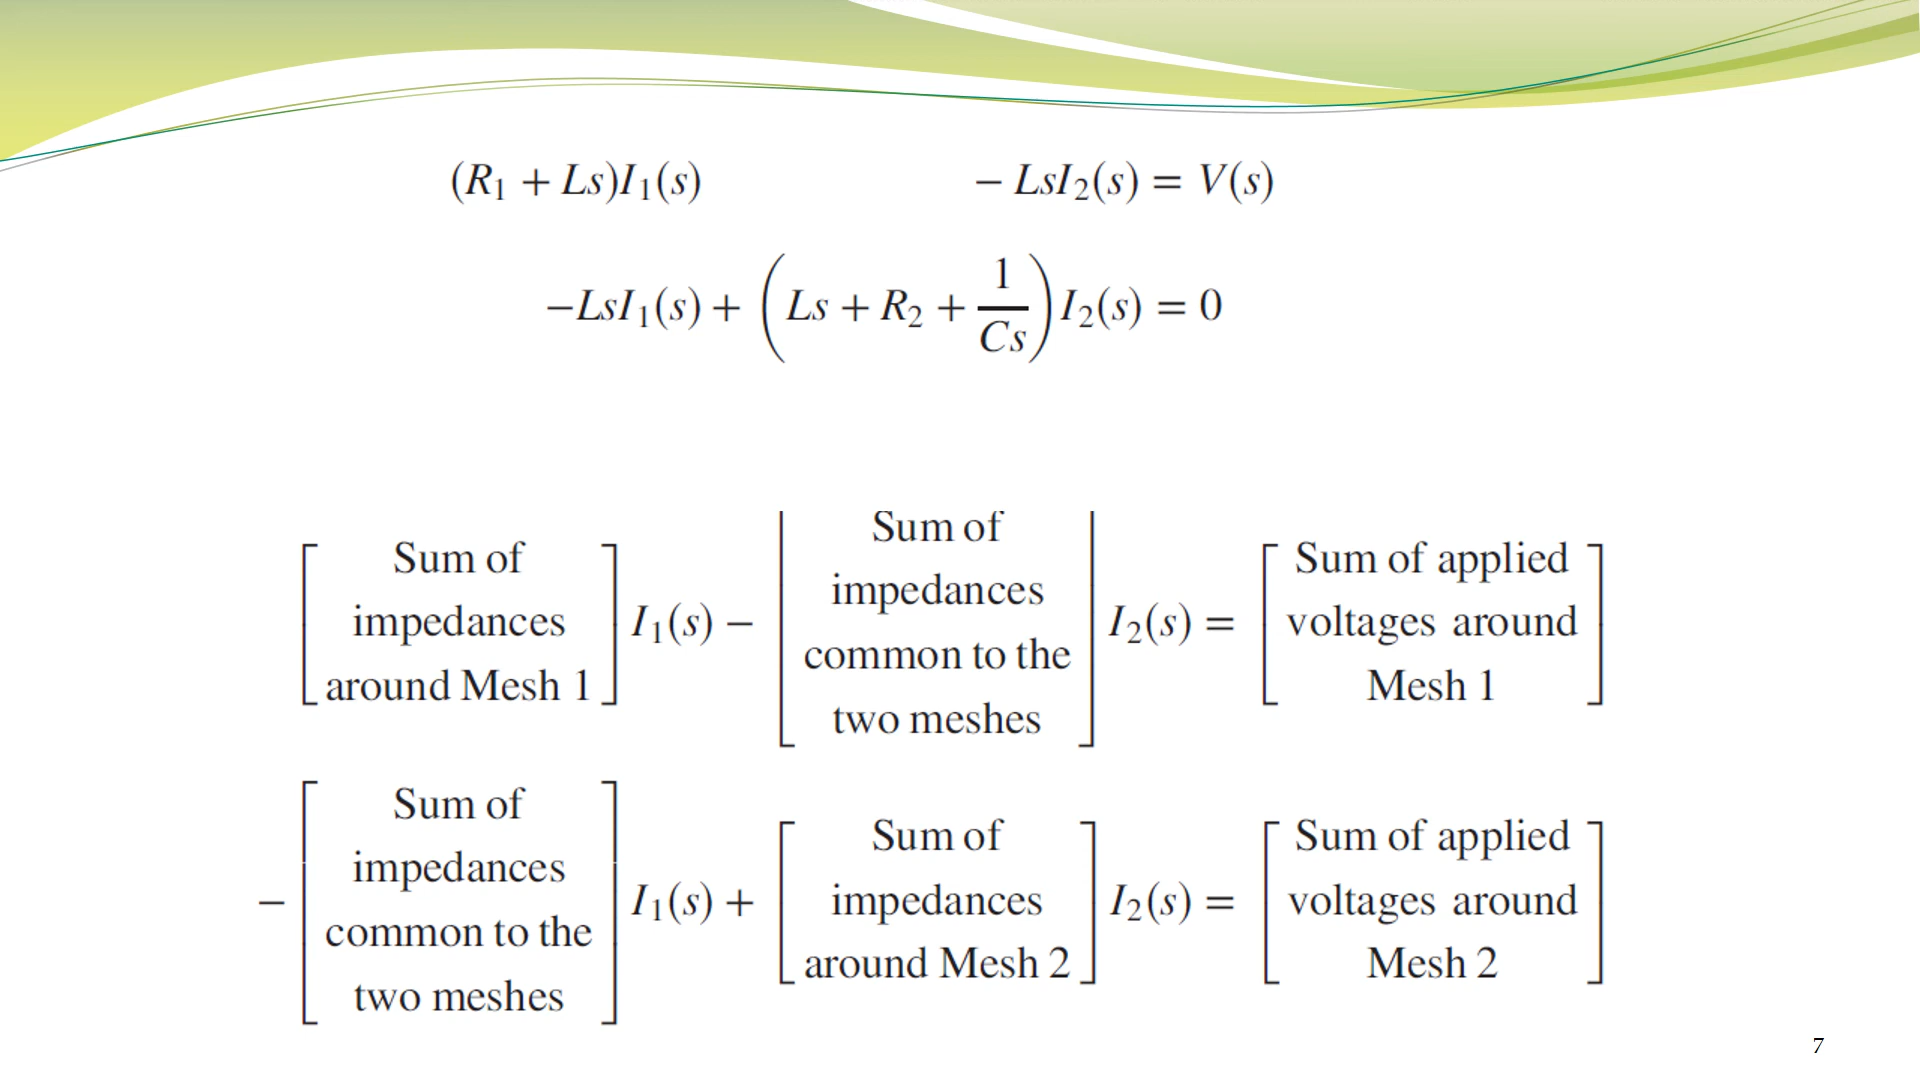 (R₁ + Ls)I₁(s) − LsI₂(s) = V(s)
−LsI₁(s) + (Ls + R₂ + 1/Cs)I₂(s) = 0
[Sum of impedances around Mesh 1] I₁(s) − [Sum of impedances common to the two meshes] I₂(s) = [Sum of applied voltages around Mesh 1]
− [Sum of impedances common to the two meshes] I₁(s) + [Sum of impedances around Mesh 2] I₂(s) = [Sum of applied voltages around Mesh 2]
7